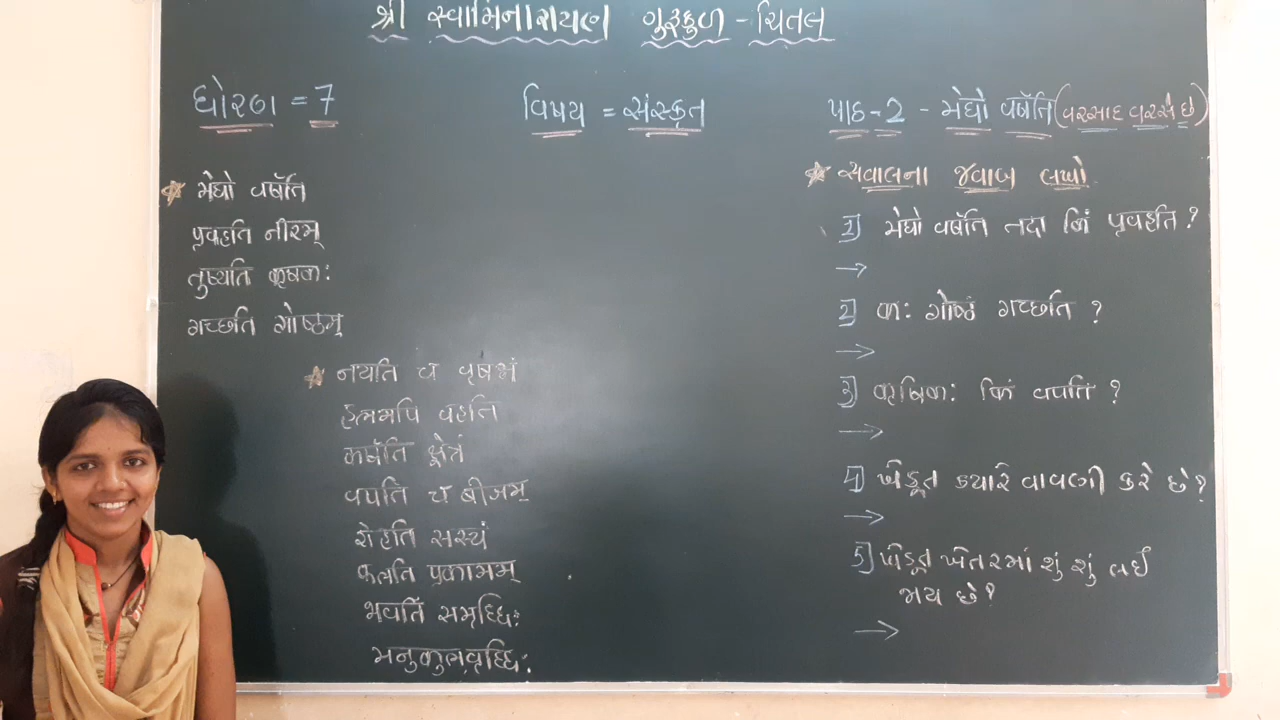 શ્રી સ્વામિનારાયણ ગુરુકુળ - ચિતલ
ધોરણ = 7
વિષય = સંસ્કૃત
પાઠ - 2 - મેઘો વર્ષતિ (વરસાદ વરસે છે)
मेघो वर्षति
प्रवहति नीरम्
तुष्यति कृषकः
गच्छति गोष्ठम्
नयति च वृषभं
हलमपि वहति
कर्षति क्षेत्रं
वपति च बीजम्
रोहति सस्यं
फलति प्रकामम्
भवति समृद्धिः
मनुकुलवृद्धिः
સવાલના જવાબ લખો
1] मेघो वर्षति तदा किं प्रवहति ?
→
2] कः गोष्ठं गच्छति ?
→
3] कृषिकः किं वपति ?
→
4] ખેડૂત ક્યારે વાવણી કરે છે?
→
5] ખેડૂત ખેતરમાં શું શું લઈ
જાય છે?
→